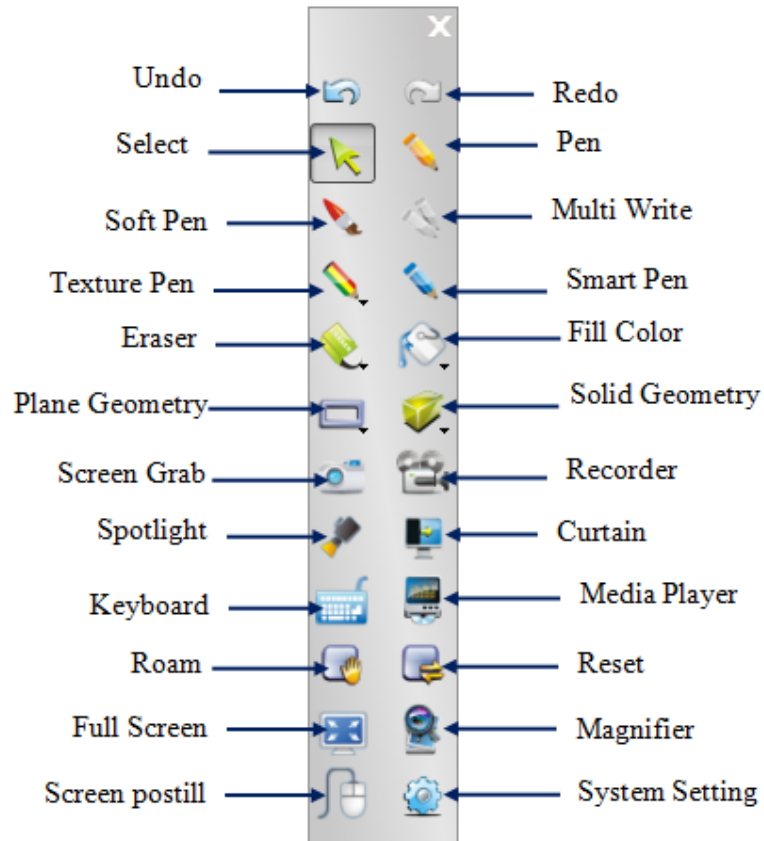 X
Undo
Redo
Select
Pen
Soft Pen
Multi Write
Texture Pen
Smart Pen
Eraser
Fill Color
Plane Geometry
Solid Geometry
Screen Grab
Recorder
Spotlight
Curtain
Keyboard
Media Player
Roam
Reset
Full Screen
Magnifier
Screen postill
System Setting